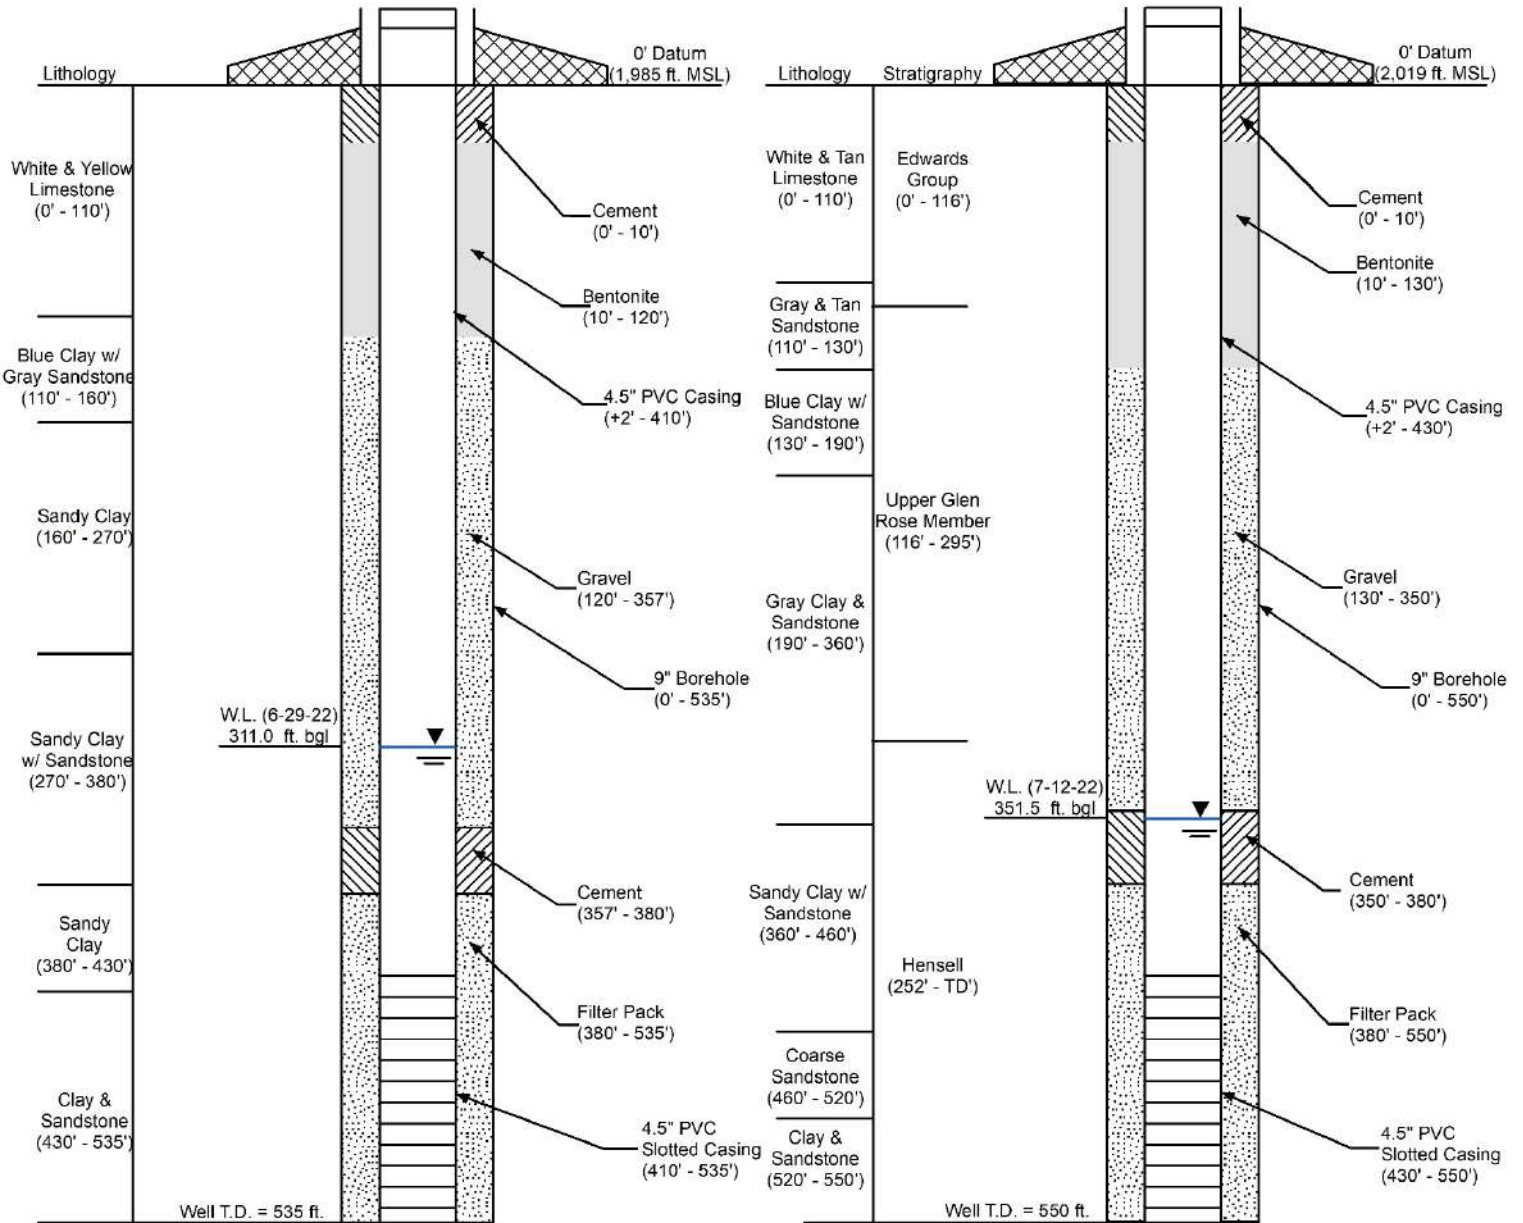 Lithology
0' Datum
(1,985 ft. MSL)
White & Yellow
Limestone
(0' - 110')
Cement
(0' - 10')
Bentonite
(10' - 120')
Blue Clay w/
Gray Sandstone
(110' - 160')
4.5" PVC Casing
(+2' - 410')
Sandy Clay
(160' - 270')
Gravel
(120' - 357')
9" Borehole
(0' - 535')
W.L. (6-29-22)
311.0 ft. bgl
Sandy Clay
w/ Sandstone
(270' - 380')
Cement
(357' - 380')
Sandy
Clay
(380' - 430')
Filter Pack
(380' - 535')
Clay &
Sandstone
(430' - 535')
4.5" PVC
Slotted Casing
(410' - 535')
Well T.D. = 535 ft.
Lithology
Stratigraphy
0' Datum
(2,019 ft. MSL)
White & Tan
Limestone
(0' - 110')
Edwards
Group
(0' - 116')
Cement
(0' - 10')
Bentonite
(10' - 130')
Gray & Tan
Sandstone
(110' - 130')
Blue Clay w/
Sandstone
(130' - 190')
4.5" PVC Casing
(+2' - 430')
Upper Glen
Rose Member
(116' - 295')
Gravel
(130' - 350')
Gray Clay &
Sandstone
(190' - 360')
9" Borehole
(0' - 550')
W.L. (7-12-22)
351.5 ft. bgl
Cement
(350' - 380')
Sandy Clay w/
Sandstone
(360' - 460')
Hensell
(252' - TD')
Filter Pack
(380' - 550')
Coarse
Sandstone
(460' - 520')
Clay &
Sandstone
(520' - 550')
4.5" PVC
Slotted Casing
(430' - 550')
Well T.D. = 550 ft.